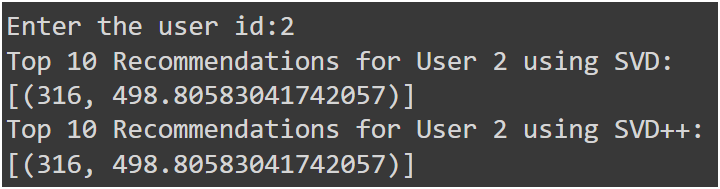 Enter the user id:2
Top 10 Recommendations for User 2 using SVD:
[(316, 498.80583041742057)]
Top 10 Recommendations for User 2 using SVD++:
[(316, 498.80583041742057)]